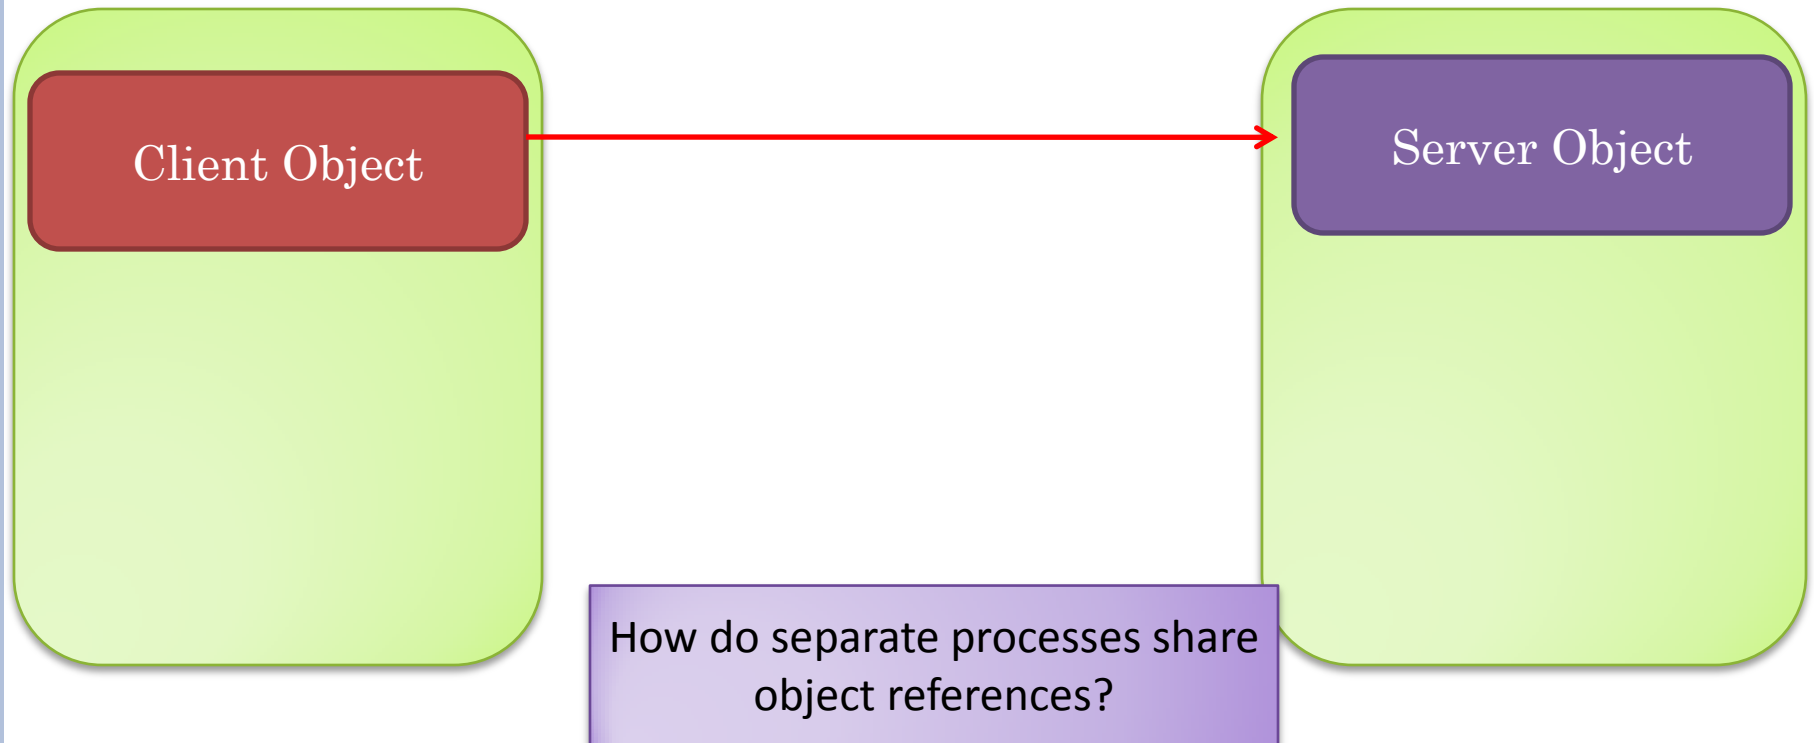 Client Object
Server Object
How do separate processes share
object references?